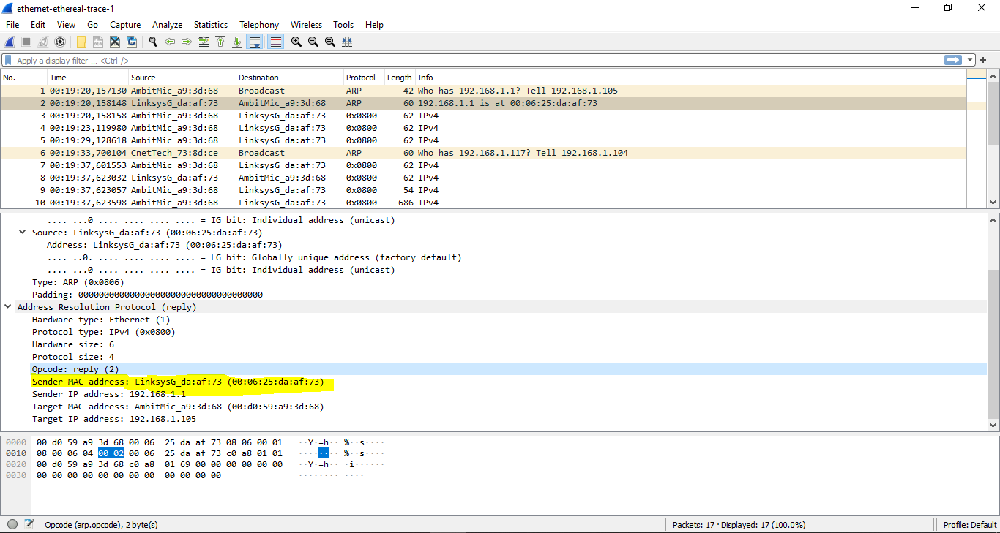 ethernet-ethereal-trace-1
File Edit View Go Capture Analyze Statistics Telephony Wireless Tools Help
Apply a display filter ... <Ctrl-/>
No. Time Source Destination Protocol Length Info
1 00:19:20,157130 AmbitMic_a9:3d:68 Broadcast ARP 42 Who has 192.168.1.1? Tell 192.168.1.105
2 00:19:20,158148 LinksysG_da:af:73 AmbitMic_a9:3d:68 ARP 60 192.168.1.1 is at 00:06:25:da:af:73
3 00:19:20,158158 AmbitMic_a9:3d:68 LinksysG_da:af:73 0x0800 62 IPv4
4 00:19:23,119980 AmbitMic_a9:3d:68 LinksysG_da:af:73 0x0800 62 IPv4
5 00:19:29,128618 AmbitMic_a9:3d:68 LinksysG_da:af:73 0x0800 62 IPv4
6 00:19:33,700104 CnetTech_73:8d:ce Broadcast ARP 60 Who has 192.168.1.117? Tell 192.168.1.104
7 00:19:37,601553 AmbitMic_a9:3d:68 LinksysG_da:af:73 0x0800 62 IPv4
8 00:19:37,623032 LinksysG_da:af:73 AmbitMic_a9:3d:68 0x0800 62 IPv4
9 00:19:37,623057 AmbitMic_a9:3d:68 LinksysG_da:af:73 0x0800 54 IPv4
10 00:19:37,623598 AmbitMic_a9:3d:68 LinksysG_da:af:73 0x0800 686 IPv4
.... ...0 .... .... .... .... = IG bit: Individual address (unicast)
Source: LinksysG_da:af:73 (00:06:25:da:af:73)
Address: LinksysG_da:af:73 (00:06:25:da:af:73)
.... ..0. .... .... .... .... = LG bit: Globally unique address (factory default)
.... ...0 .... .... .... .... = IG bit: Individual address (unicast)
Type: ARP (0x0806)
Padding: 000000000000000000000000000000000000
Address Resolution Protocol (reply)
Hardware type: Ethernet (1)
Protocol type: IPv4 (0x0800)
Hardware size: 6
Protocol size: 4
Opcode: reply (2)
Sender MAC address: LinksysG_da:af:73 (00:06:25:da:af:73)
Sender IP address: 192.168.1.1
Target MAC address: AmbitMic_a9:3d:68 (00:d0:59:a9:3d:68)
Target IP address: 192.168.1.105
0000 00 d0 59 a9 3d 68 00 06 25 da af 73 08 06 00 01 ··Y·=h·· %··s····
0010 08 00 06 04 00 02 00 06 25 da af 73 c0 a8 01 01 ········ %··s····
0020 00 d0 59 a9 3d 68 c0 a8 01 69 00 00 00 00 00 00 ··Y·=h·· ·i······
0030 00 00 00 00 00 00 00 00 00 00 00 00 ········ ····
Opcode (arp.opcode), 2 byte(s)
Packets: 17 · Displayed: 17 (100.0%)
Profile: Default